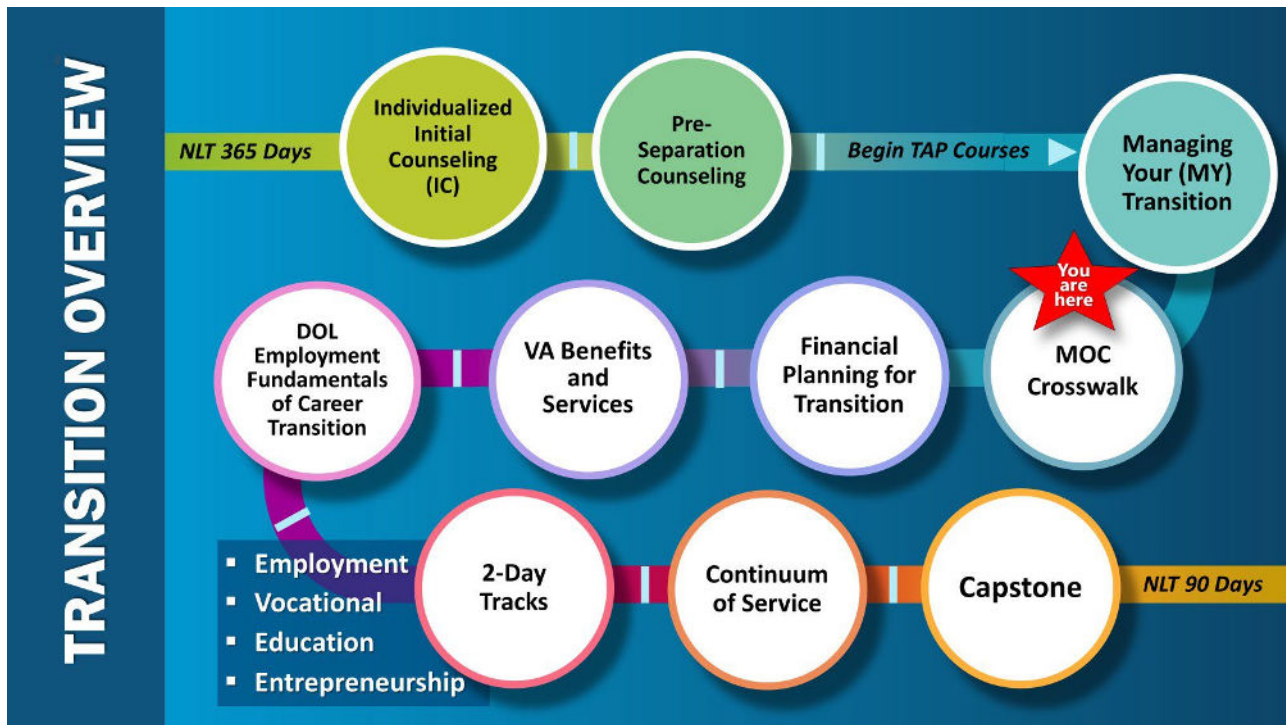 TRANSITION OVERVIEW
NLT 365 Days
Individualized
Initial
Counseling
(IC)
Pre-
Separation
Counseling
Begin TAP Courses
Managing
Your (MY)
Transition
You
are
here
MOC
Crosswalk
Financial
Planning for
Transition
VA Benefits
and
Services
DOL
Employment
Fundamentals
of Career
Transition
▪ Employment
▪ Vocational
▪ Education
▪ Entrepreneurship
2-Day
Tracks
Continuum
of Service
Capstone
NLT 90 Days